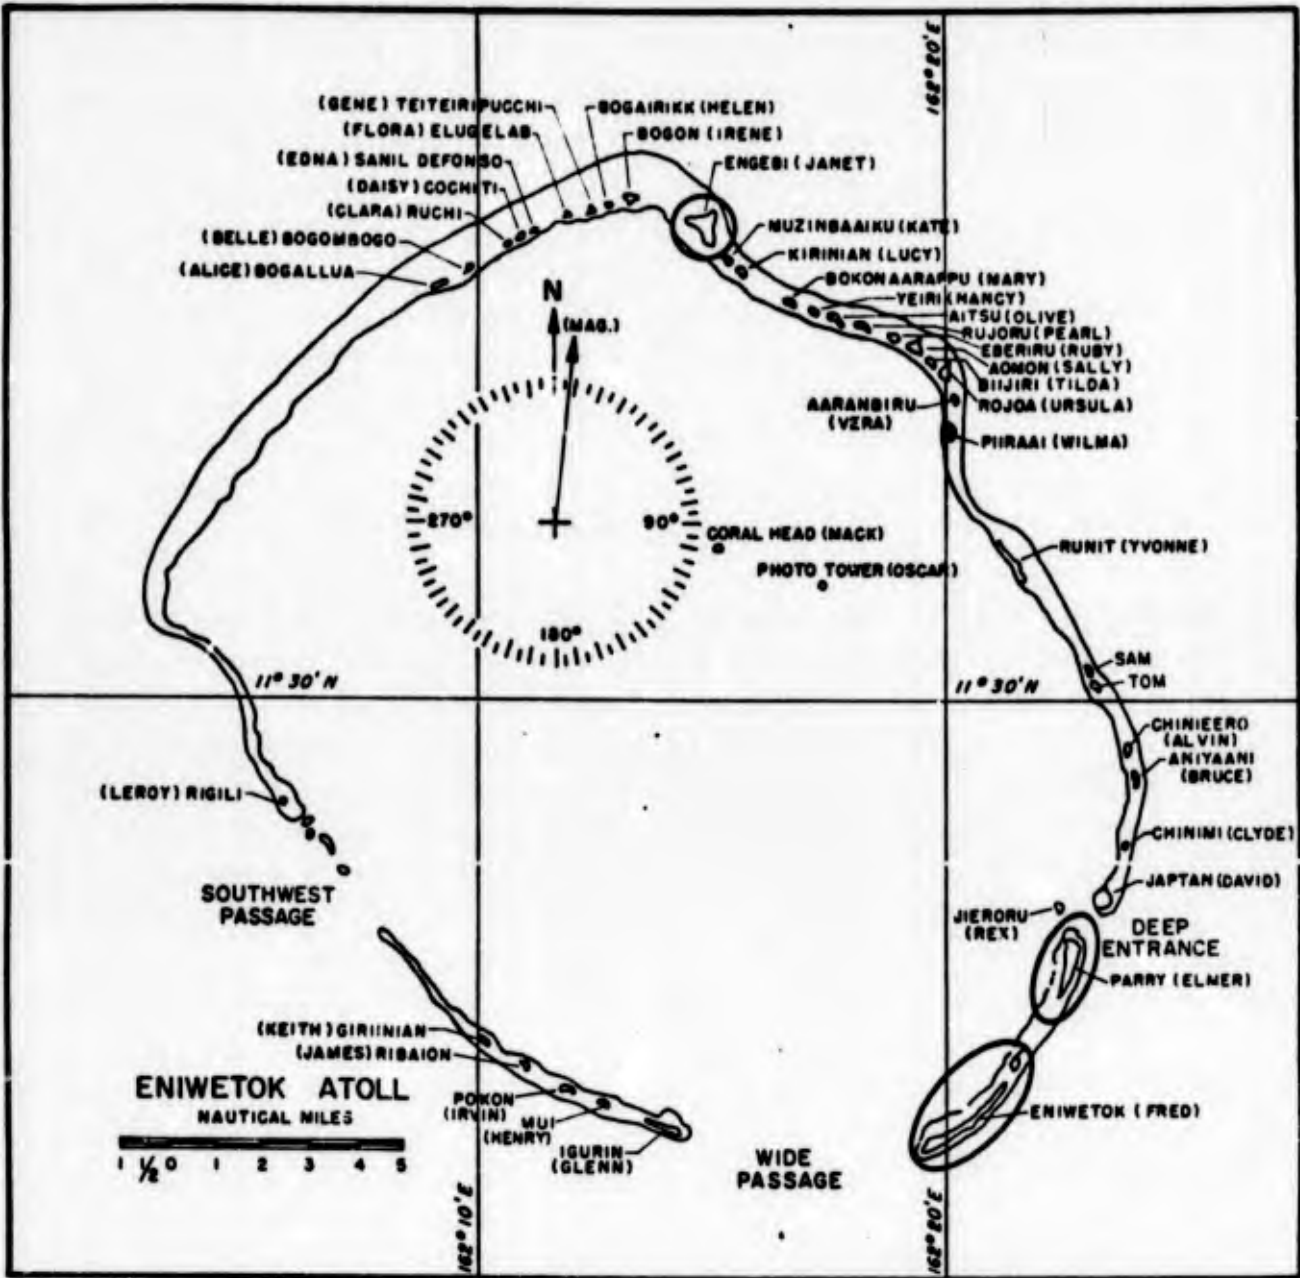 162° 20' E
(GENE) TEITEIRIPUCCHI
BOGAIRIKK (HELEN)
(FLORA) ELUGELAB
BOGON (IRENE)
(EDNA) SANIL DEFONSO
ENGEBI (JANET)
(DAISY) COCHITI
(CLARA) RUCHI
MUZINBAAIKU (KATE)
(BELLE) BOGOMBOGO
KIRINIAN (LUCY)
(ALICE) BOGALLUA
BOKONAARAPPU (MARY)
N
YEIRI (NANCY)
(MAG.)
AITSU (OLIVE)
RUJORU (PEARL)
EBERIRU (RUBY)
AOMON (SALLY)
BIIJIRI (TILDA)
AARANBIRU
(VERA)
ROJOA (URSULA)
PIIRAAI (WILMA)
270°
90°
CORAL HEAD (MACK)
RUNIT (YVONNE)
PHOTO TOWER (OSCAR)
180°
SAM
TOM
11° 30' N
11° 30' N
CHINIEERO
(ALVIN)
ANIYAANI
(BRUCE)
(LEROY) RIGILI
CHINIMI (CLYDE)
SOUTHWEST
PASSAGE
JAPTAN (DAVID)
JIERORU
(REX)
DEEP
ENTRANCE
PARRY (ELMER)
(KEITH) GIRIINIAN
(JAMES) RIBAION
ENIWETOK ATOLL
NAUTICAL MILES
1 1/2 0 1 2 3 4 5
POKON
(IRVIN)
MUI
(HENRY)
IGURIN
(GLENN)
ENIWETOK (FRED)
WIDE
PASSAGE
162° 10' E
162° 20' E